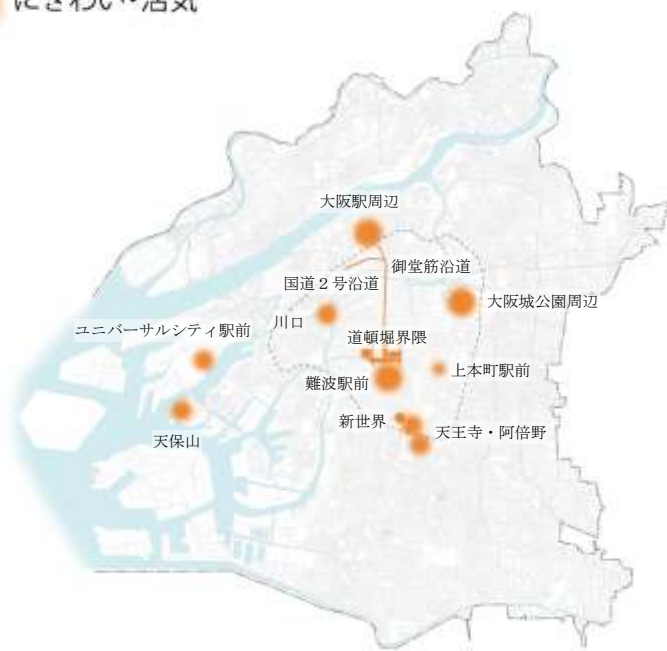 にぎわい・活気
大阪駅周辺
御堂筋沿道
国道２号沿道
大阪城公園周辺
川口
ユニバーサルシティ駅前
道頓堀界隈
上本町駅前
難波駅前
新世界
天王寺・阿倍野
天保山